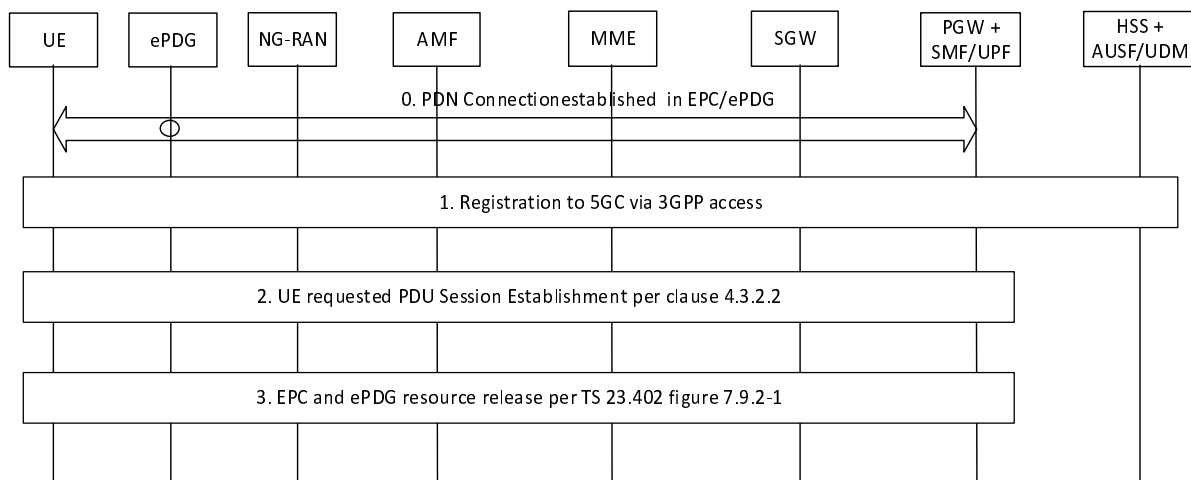 UE
ePDG
NG-RAN
AMF
MME
SGW
PGW +
SMF/UPF
HSS +
AUSF/UDM
0. PDN Connectionestablished in EPC/ePDG
1. Registration to 5GC via 3GPP access
2. UE requested PDU Session Establishment per clause 4.3.2.2
3. EPC and ePDG resource release per TS 23.402 figure 7.9.2-1